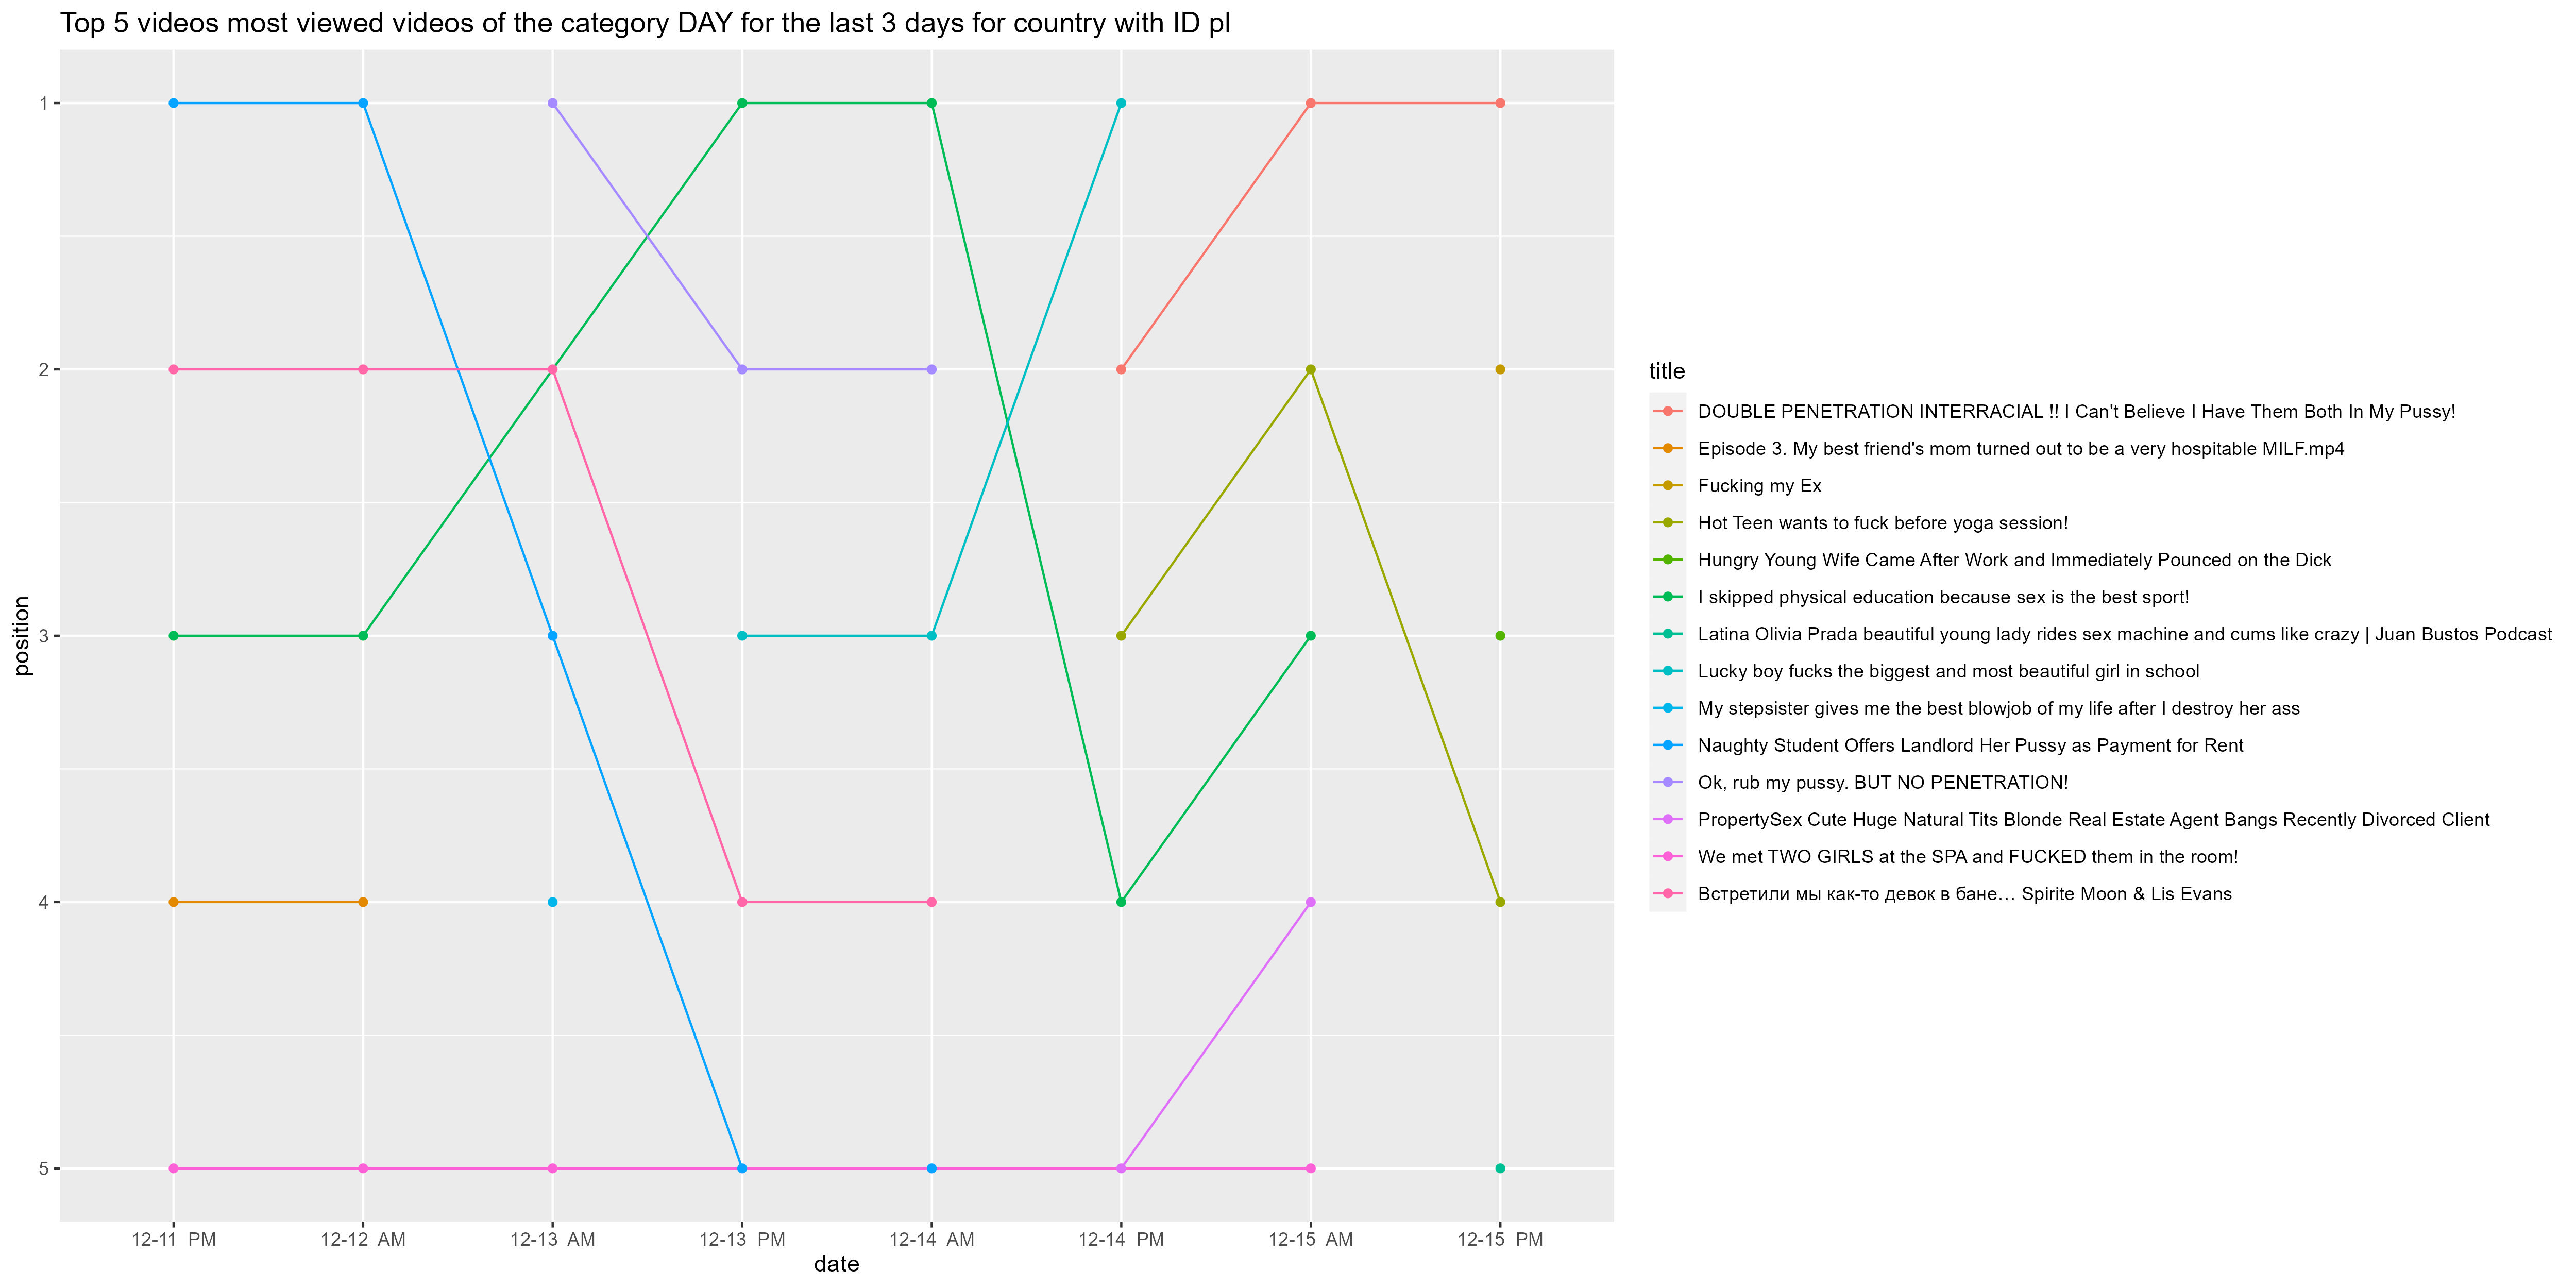 Top 5 videos most viewed videos of the category DAY for the last 3 days for country with ID pl
1
2
3
4
5
position
12-11 PM
12-12 AM
12-13 AM
12-13 PM
12-14 AM
12-14 PM
12-15 AM
12-15 PM
date
title
DOUBLE PENETRATION INTERRACIAL !! I Can't Believe I Have Them Both In My Pussy!
Episode 3. My best friend's mom turned out to be a very hospitable MILF.mp4
Fucking my Ex
Hot Teen wants to fuck before yoga session!
Hungry Young Wife Came After Work and Immediately Pounced on the Dick
I skipped physical education because sex is the best sport!
Latina Olivia Prada beautiful young lady rides sex machine and cums like crazy | Juan Bustos Podcast
Lucky boy fucks the biggest and most beautiful girl in school
My stepsister gives me the best blowjob of my life after I destroy her ass
Naughty Student Offers Landlord Her Pussy as Payment for Rent
Ok, rub my pussy. BUT NO PENETRATION!
PropertySex Cute Huge Natural Tits Blonde Real Estate Agent Bangs Recently Divorced Client
We met TWO GIRLS at the SPA and FUCKED them in the room!
Встретили мы как-то девок в бане… Spirite Moon & Lis Evans